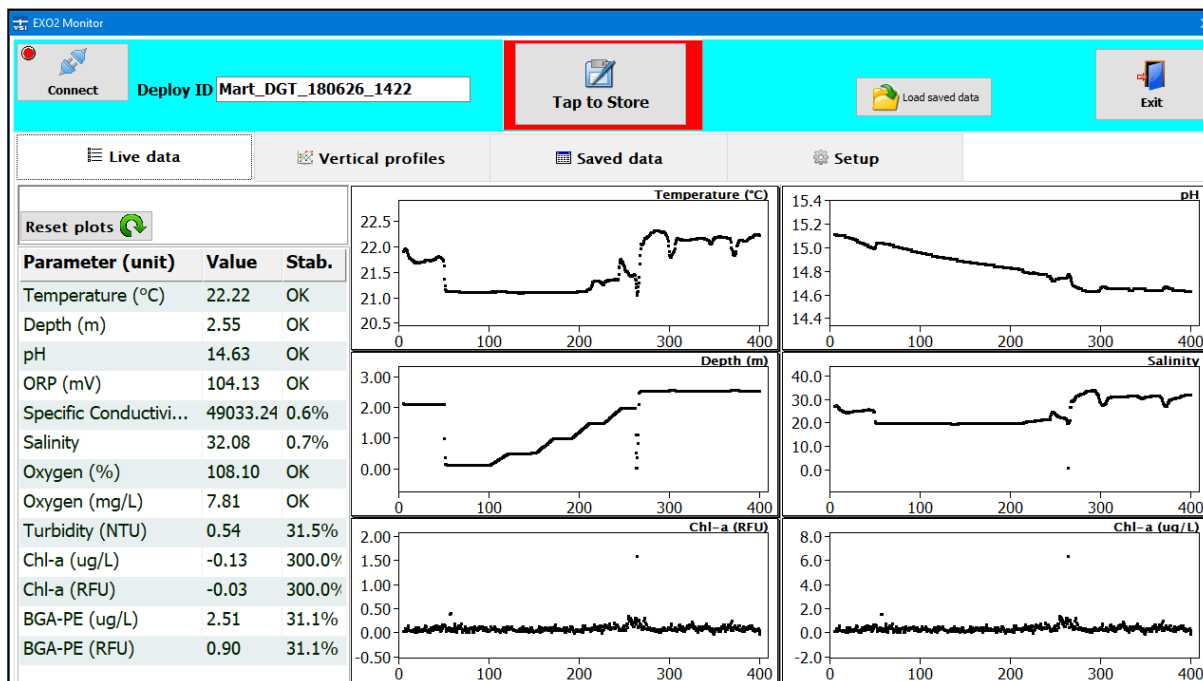 YSI EXO2 Monitor
Connect
Deploy ID Mart_DGT_180626_1422
Tap to Store
Load saved data
Exit
Live data
Vertical profiles
Saved data
Setup
Reset plots
Parameter (unit) Value Stab.
Temperature (°C) 22.22 OK
Depth (m) 2.55 OK
pH 14.63 OK
ORP (mV) 104.13 OK
Specific Conductivi... 49033.24 0.6%
Salinity 32.08 0.7%
Oxygen (%) 108.10 OK
Oxygen (mg/L) 7.81 OK
Turbidity (NTU) 0.54 31.5%
Chl-a (ug/L) -0.13 300.0%
Chl-a (RFU) -0.03 300.0%
BGA-PE (ug/L) 2.51 31.1%
BGA-PE (RFU) 0.90 31.1%
Temperature (°C)
22.5
22.0
21.5
21.0
20.5
0 100 200 300 400
pH
15.4
15.2
15.0
14.8
14.6
14.4
0 100 200 300 400
Depth (m)
3.00
2.00
1.00
0.00
0 100 200 300 400
Salinity
40.0
30.0
20.0
10.0
0.0
0 100 200 300 400
Chl-a (RFU)
2.00
1.50
1.00
0.50
0.00
-0.50
0 100 200 300 400
Chl-a (ug/L)
8.0
6.0
4.0
2.0
0.0
-2.0
0 100 200 300 400